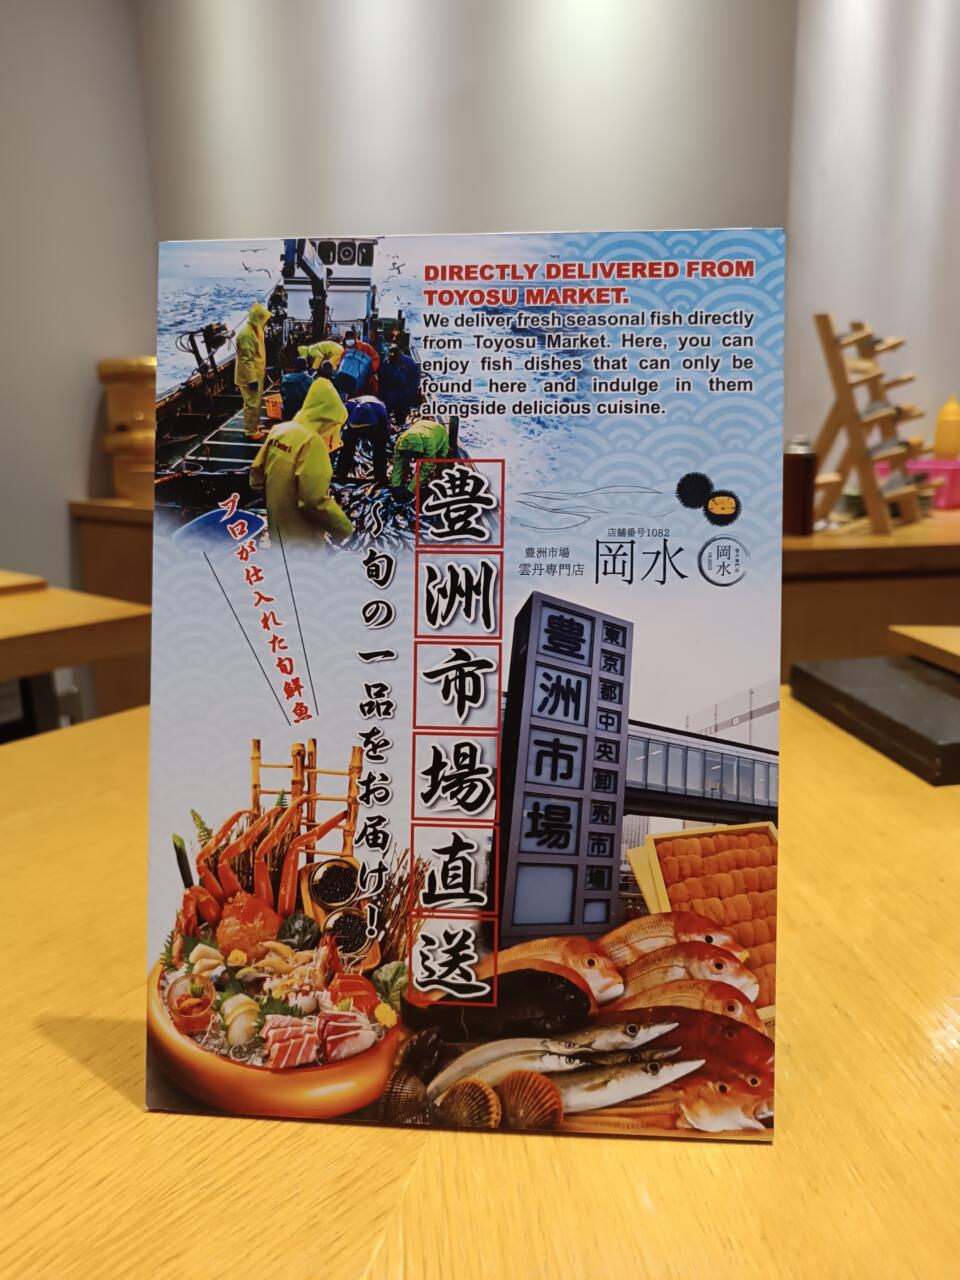 DIRECTLY DELIVERED FROM
TOYOSU MARKET.
We deliver fresh seasonal fish directly
from Toyosu Market. Here, you can
enjoy fish dishes that can only be
found here and indulge in them
alongside delicious cuisine.
豊洲市場直送
～旬の一品をお届け！
プロが仕入れた旬鮮魚
店舗番号1082
豊洲市場
雲丹専門店
岡水
岡水
豊洲市場
東京都中央卸売市場